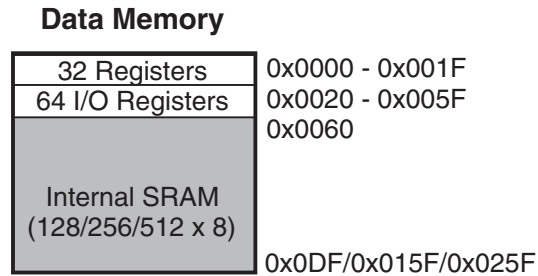 Data Memory
32 Registers 0x0000 - 0x001F
64 I/O Registers 0x0020 - 0x005F
0x0060
Internal SRAM
(128/256/512 x 8)
0x0DF/0x015F/0x025F